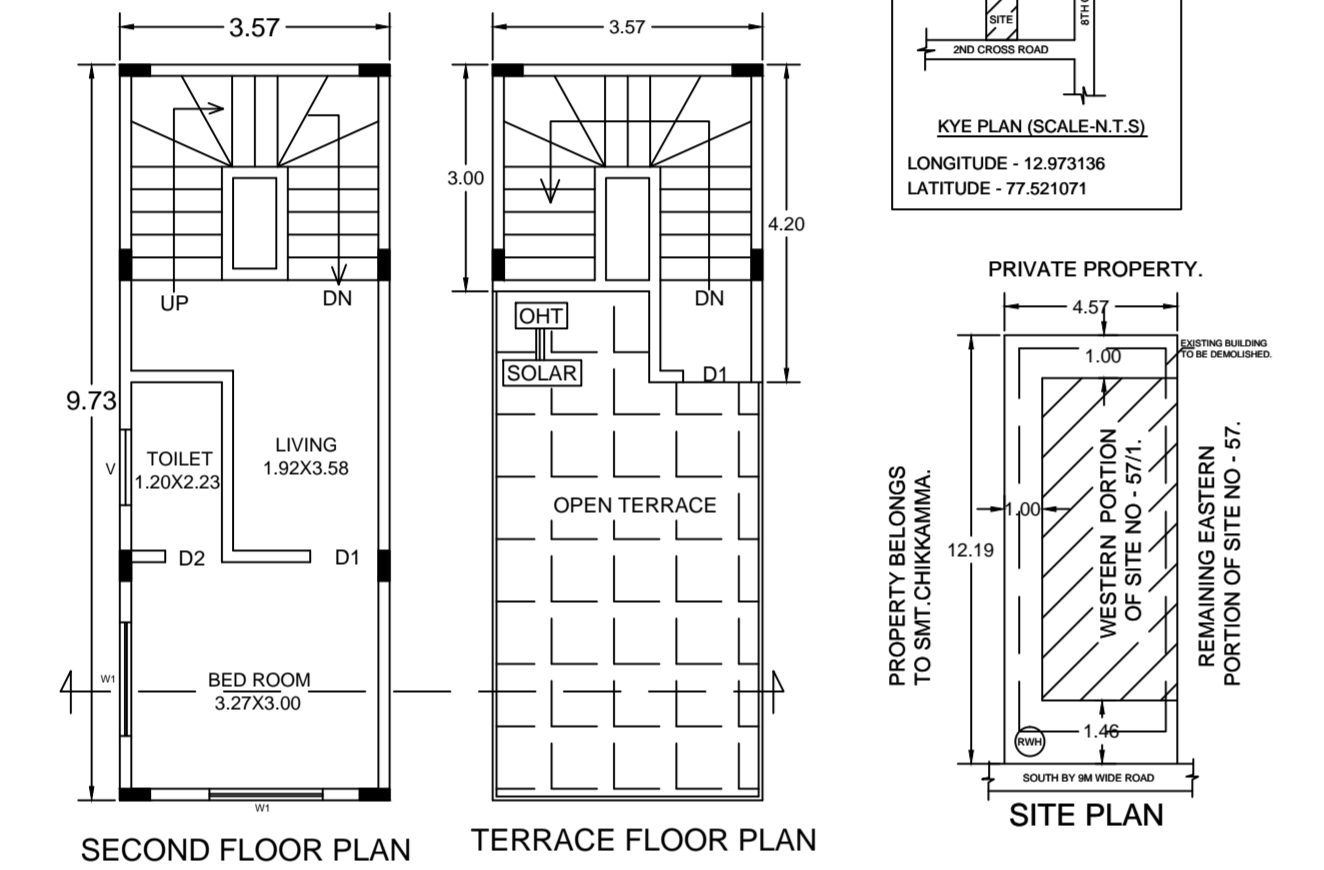 3.57
9.73
UP
DN
TOILET
1.20X2.23
V
LIVING
1.92X3.58
D2
D1
W1
BED ROOM
3.27X3.00
W1
SECOND FLOOR PLAN
3.57
3.00
4.20
DN
OHT
SOLAR
D1
OPEN TERRACE
TERRACE FLOOR PLAN
SITE
2ND CROSS ROAD
KYE PLAN (SCALE-N.T.S)
LONGITUDE - 12.973136
LATITUDE - 77.521071
PRIVATE PROPERTY.
4.57
EXISTING BUILDING
TO BE DEMOLISHED.
1.00
1.00
12.19
PROPERTY BELONGS
TO SMT.CHIKKAMMA.
WESTERN PORTION
OF SITE NO - 57/1.
REMAINING EASTERN
PORTION OF SITE NO - 57.
1.46
RWH
SOUTH BY 9M WIDE ROAD
SITE PLAN